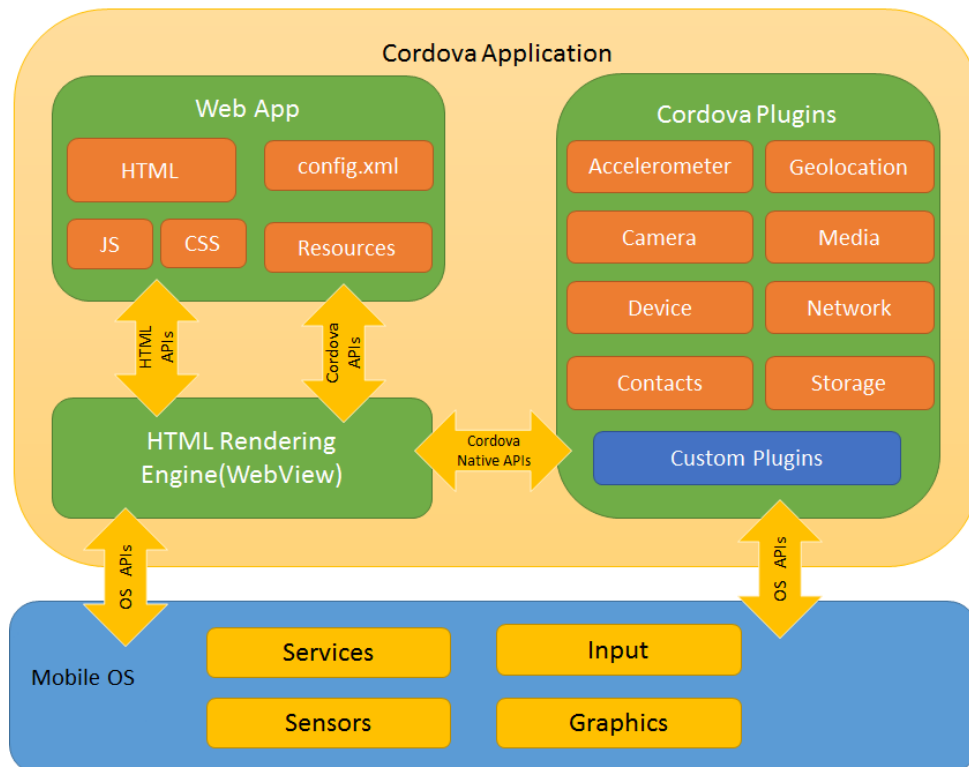 Cordova Application
Web App
HTML
config.xml
JS
CSS
Resources
HTML
APIs
Cordova
APIs
HTML Rendering
Engine(WebView)
Cordova
Native APIs
Cordova Plugins
Accelerometer
Geolocation
Camera
Media
Device
Network
Contacts
Storage
Custom Plugins
OS APIs
OS APIs
Mobile OS
Services
Input
Sensors
Graphics